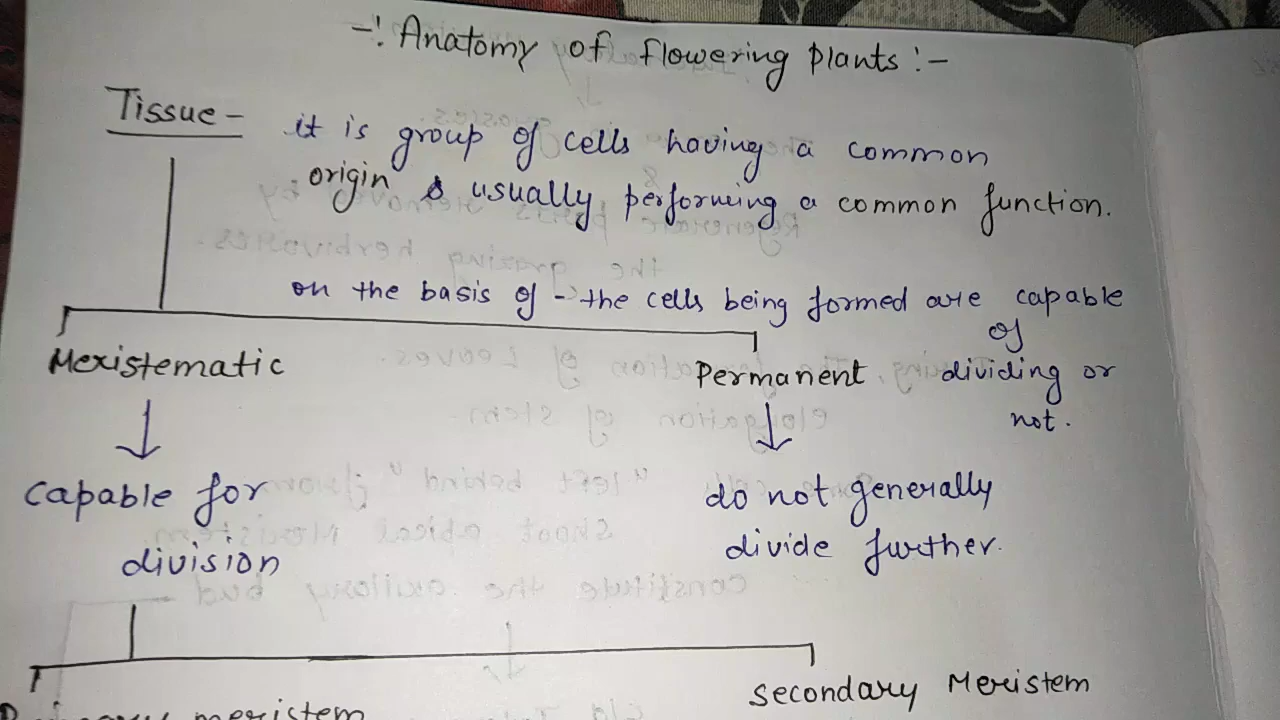 -: Anatomy of flowering plants :-
Tissue - it is group of cells having a common
origin & usually performing a common function.
on the basis of -> the cells being formed are capable
of
Meristematic Permanent dividing or
not.
capable for do not generally
division divide further.
Primary meristem secondary Meristem